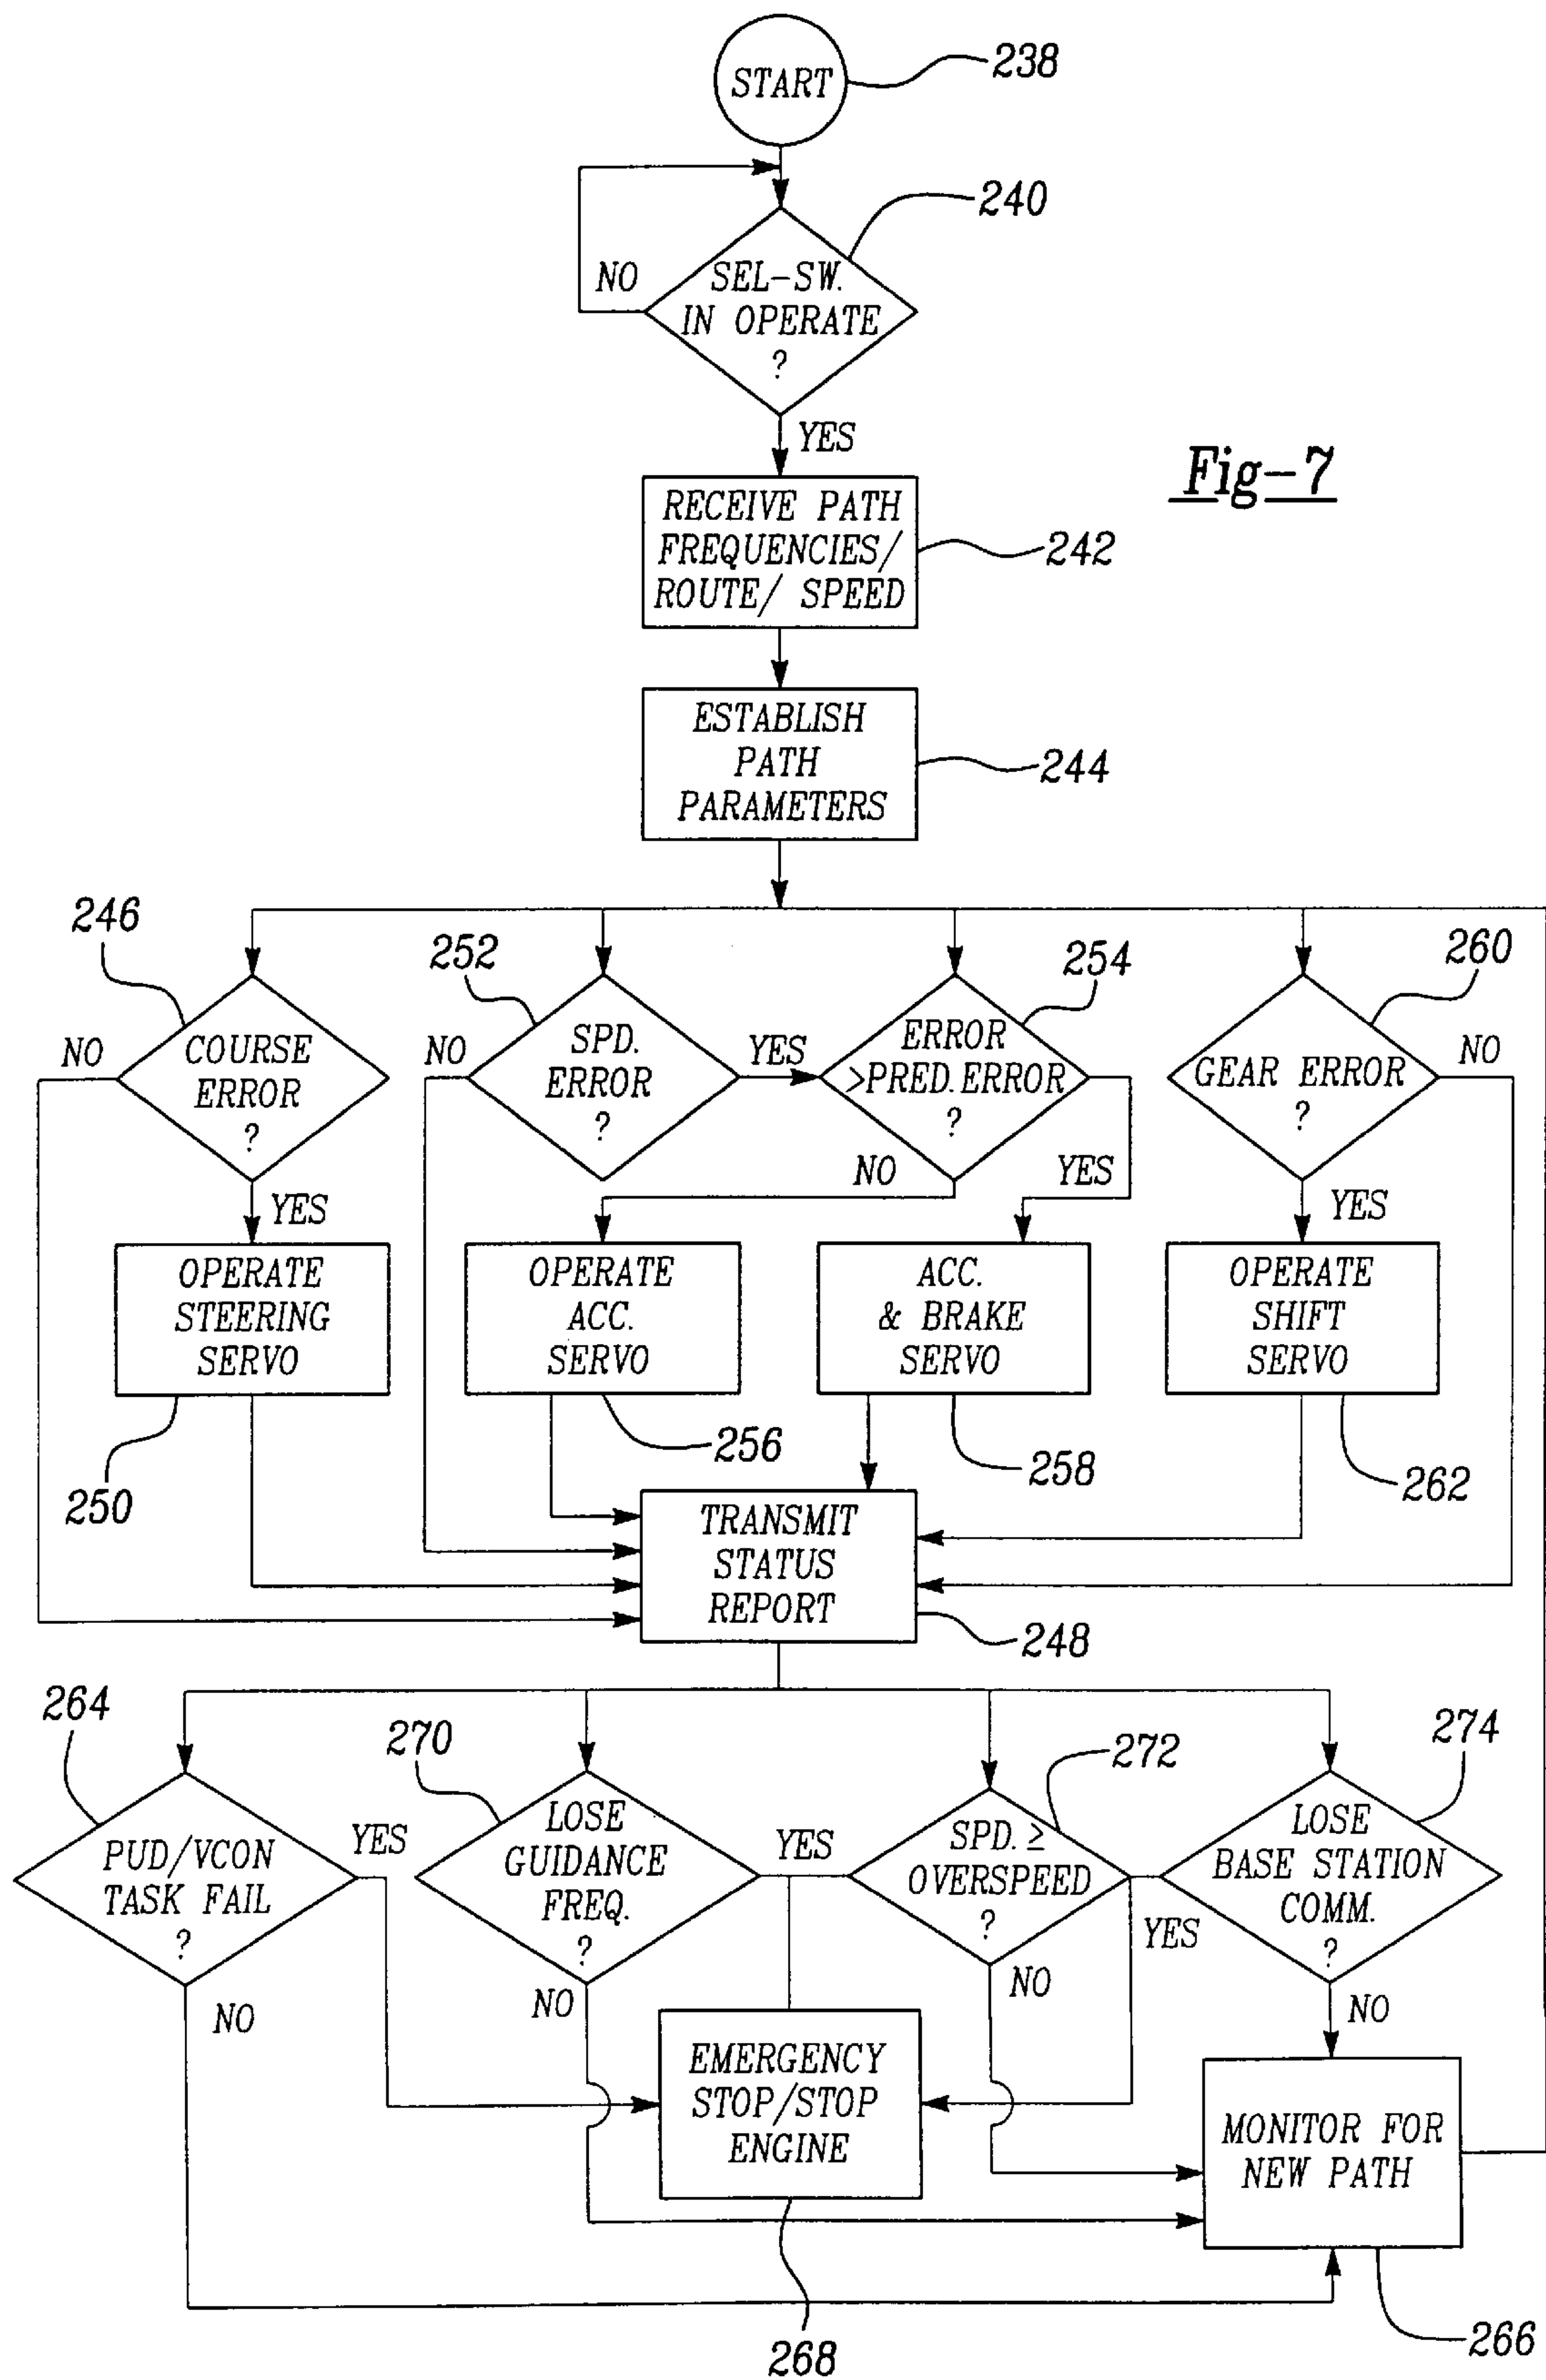 START
238
240
NO
SEL-SW.
IN OPERATE
?
YES
Fig-7
RECEIVE PATH
FREQUENCIES/
ROUTE/ SPEED
242
ESTABLISH
PATH
PARAMETERS
244
246
252
254
260
NO
COURSE
ERROR
?
NO
SPD.
ERROR
?
YES
ERROR
>PRED.ERROR
?
GEAR ERROR
?
NO
YES
NO
YES
YES
OPERATE
STEERING
SERVO
OPERATE
ACC.
SERVO
ACC.
& BRAKE
SERVO
OPERATE
SHIFT
SERVO
250
256
258
262
TRANSMIT
STATUS
REPORT
248
264
270
272
274
PUD/VCON
TASK FAIL
?
YES
LOSE
GUIDANCE
FREQ.
?
YES
SPD. ≥
OVERSPEED
?
YES
LOSE
BASE STATION
COMM.
?
NO
NO
NO
NO
EMERGENCY
STOP/STOP
ENGINE
MONITOR FOR
NEW PATH
268
266